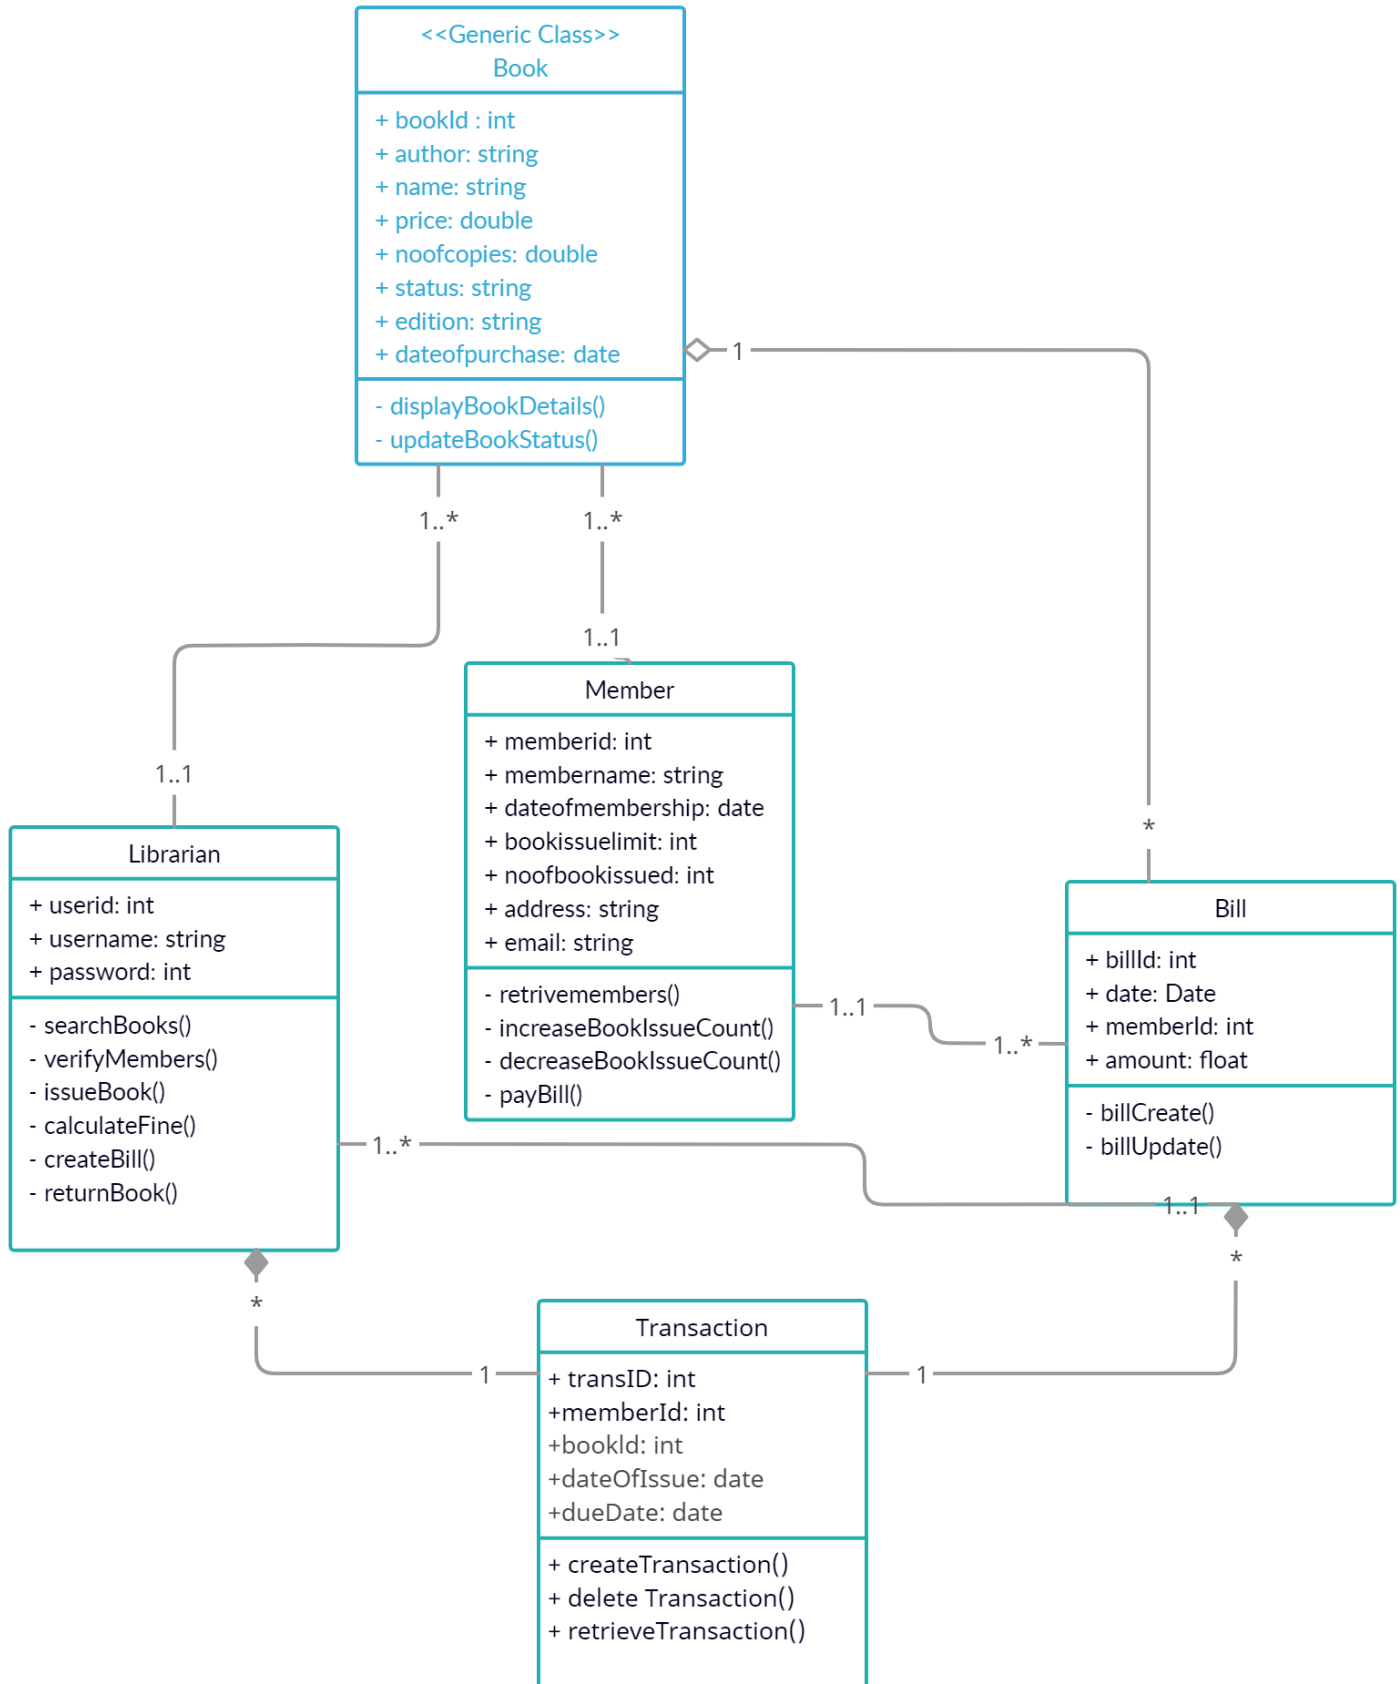 <<Generic Class>>
Book
+ bookId : int
+ author: string
+ name: string
+ price: double
+ noofcopies: double
+ status: string
+ edition: string
+ dateofpurchase: date
- displayBookDetails()
- updateBookStatus()
1
1..*
1..*
1..1
1..1
*
Member
+ memberid: int
+ membername: string
+ dateofmembership: date
+ bookissuelimit: int
+ noofbookissued: int
+ address: string
+ email: string
- retrivemembers()
- increaseBookIssueCount()
- decreaseBookIssueCount()
- payBill()
Librarian
+ userid: int
+ username: string
+ password: int
- searchBooks()
- verifyMembers()
- issueBook()
- calculateFine()
- createBill()
- returnBook()
Bill
+ billId: int
+ date: Date
+ memberId: int
+ amount: float
- billCreate()
- billUpdate()
1..1
1..*
1..*
1..1
*
*
1
1
Transaction
+ transID: int
+memberId: int
+bookId: int
+dateOfIssue: date
+dueDate: date
+ createTransaction()
+ delete Transaction()
+ retrieveTransaction()